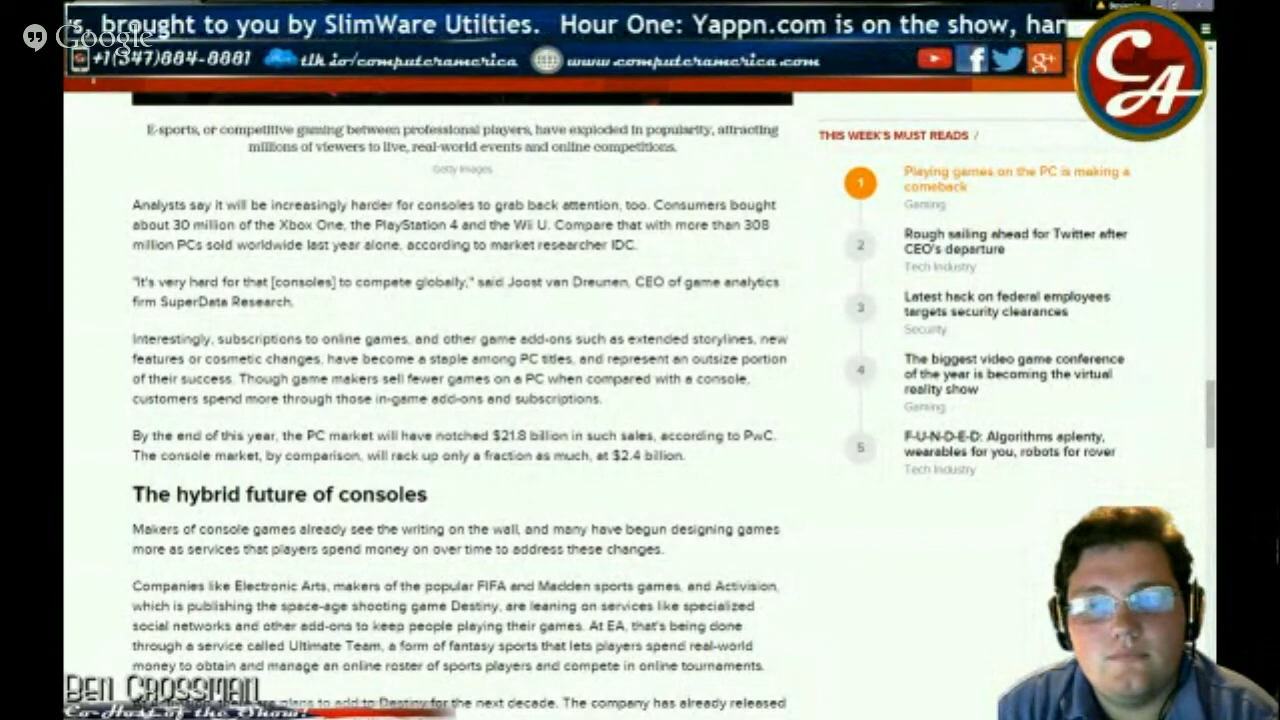 s, brought to you by SlimWare Utilties. Hour One: Yappn.com is on the show, har
Google
+1(347)884-8881 tlk.io/computeramerica www.computeramerica.com
CA
E-sports, or competitive gaming between professional players, have exploded in popularity, attracting
millions of viewers to live, real-world events and online competitions.
Getty Images
Analysts say it will be increasingly harder for consoles to grab back attention, too. Consumers bought
about 30 million of the Xbox One, the PlayStation 4 and the Wii U. Compare that with more than 308
million PCs sold worldwide last year alone, according to market researcher IDC.
"It's very hard for that [consoles] to compete globally," said Joost van Dreunen, CEO of game analytics
firm SuperData Research.
Interestingly, subscriptions to online games, and other game add-ons such as extended storylines, new
features or cosmetic changes, have become a staple among PC titles, and represent an outsize portion
of their success. Though game makers sell fewer games on a PC when compared with a console,
customers spend more through those in-game add-ons and subscriptions.
By the end of this year, the PC market will have notched $21.8 billion in such sales, according to PwC.
The console market, by comparison, will rack up only a fraction as much, at $2.4 billion.
The hybrid future of consoles
Makers of console games already see the writing on the wall, and many have begun designing games
more as services that players spend money on over time to address these changes.
Companies like Electronic Arts, makers of the popular FIFA and Madden sports games, and Activision,
which is publishing the space-age shooting game Destiny, are leaning on services like specialized
social networks and other add-ons to keep people playing their games. At EA, that's being done
through a service called Ultimate Team, a form of fantasy sports that lets players spend real-world
money to obtain and manage an online roster of sports players and compete in online tournaments.
plans to add to Destiny for the next decade. The company has already released
THIS WEEK'S MUST READS /
1
Playing games on the PC is making a
comeback
Gaming
2
Rough sailing ahead for Twitter after
CEO's departure
Tech Industry
3
Latest hack on federal employees
targets security clearances
Security
4
The biggest video game conference
of the year is becoming the virtual
reality show
Gaming
5
F-U-N-D-E-D: Algorithms aplenty,
wearables for you, robots for rover
Tech Industry
Ben Crossman
Co-Host of the Show!